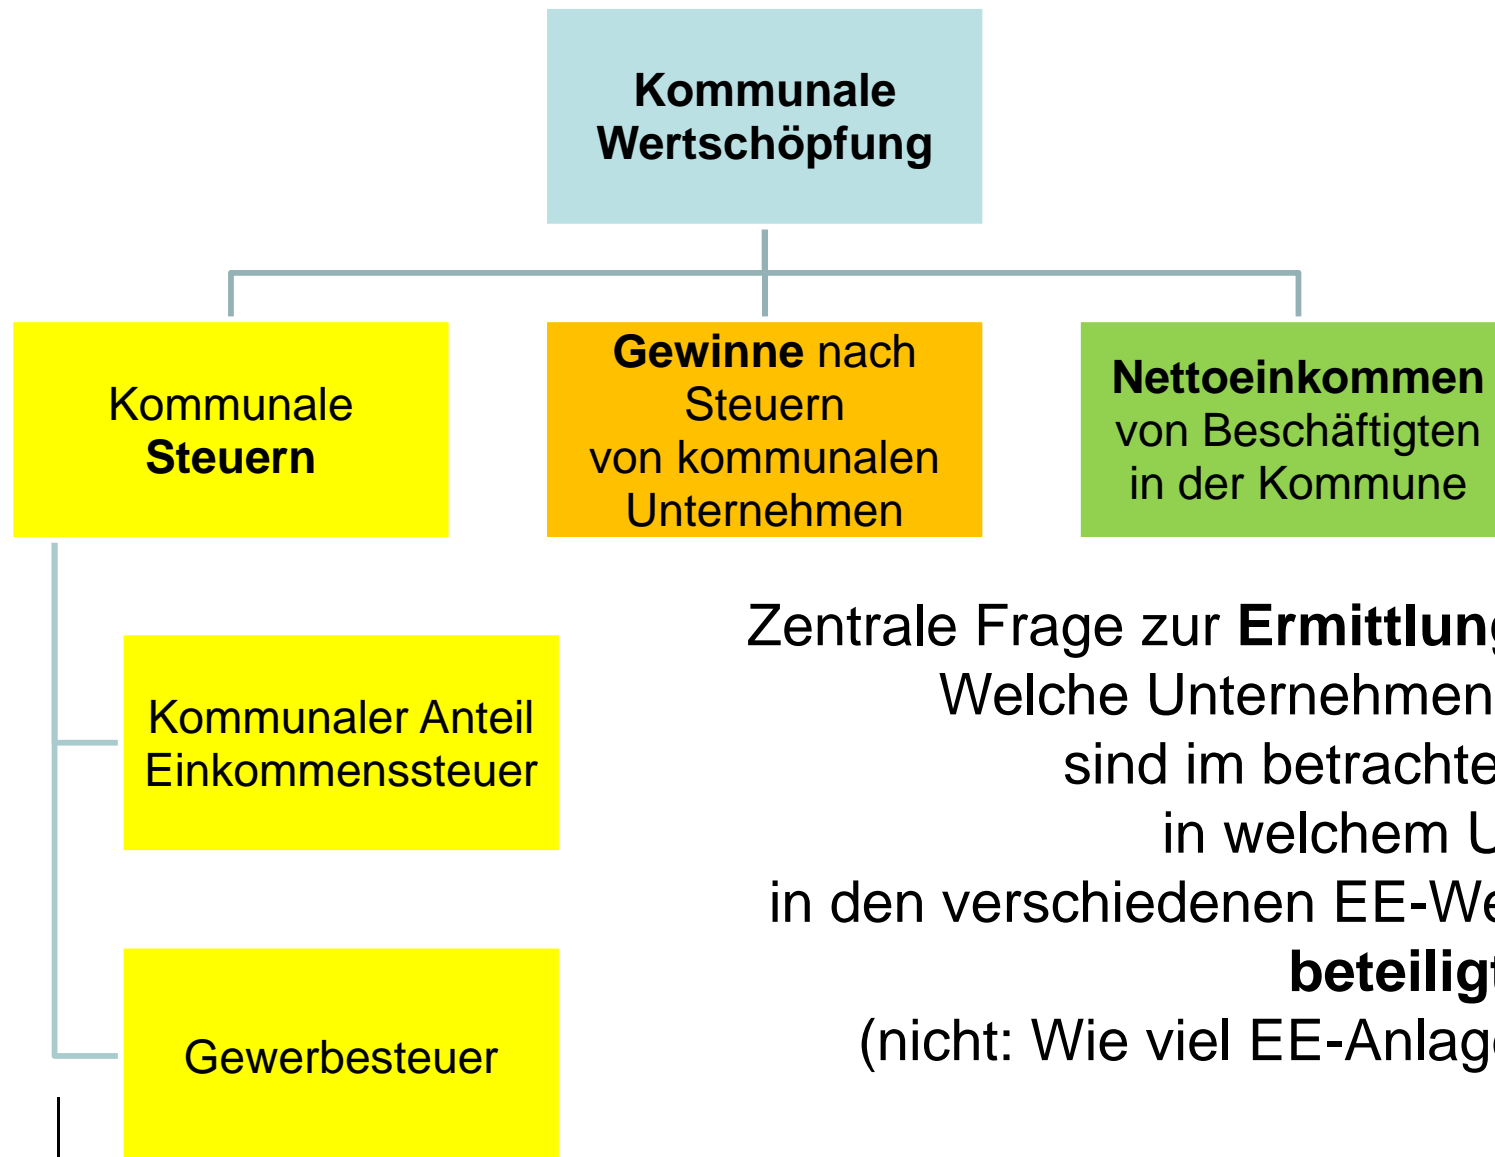 Kommunale
Wertschöpfung
Kommunale
Steuern
Gewinne nach
Steuern
von kommunalen
Unternehmen
Nettoeinkommen
von Beschäftigten
in der Kommune
Kommunaler Anteil
Einkommenssteuer
Gewerbesteuer
Zentrale Frage zur
Welche Unternehmen
sind im
in welchem
in den verschiedenen
(nicht: Wie viel